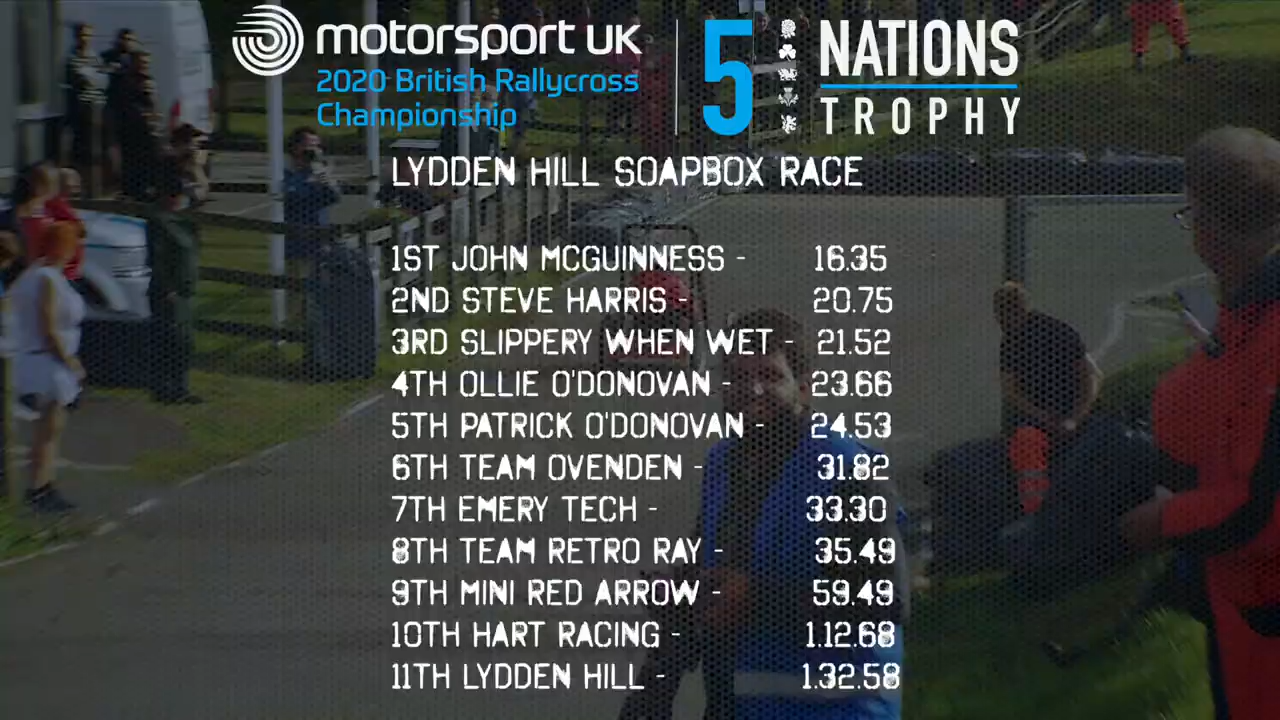 motorsport UK
2020 British Rallycross
Championship
5 NATIONS
TROPHY
LYDDEN HILL SOAPBOX RACE
1ST JOHN MCGUINNESS - 16.35
2ND STEVE HARRIS - 20.75
3RD SLIPPERY WHEN WET - 21.52
4TH OLLIE O'DONOVAN - 23.66
5TH PATRICK O'DONOVAN - 24.53
6TH TEAM OVENDEN - 31.82
7TH EMERY TECH - 33.30
8TH TEAM RETRO RAY - 35.49
9TH MINI RED ARROW - 59.49
10TH HART RACING - 1.12.68
11TH LYDDEN HILL - 1.32.58